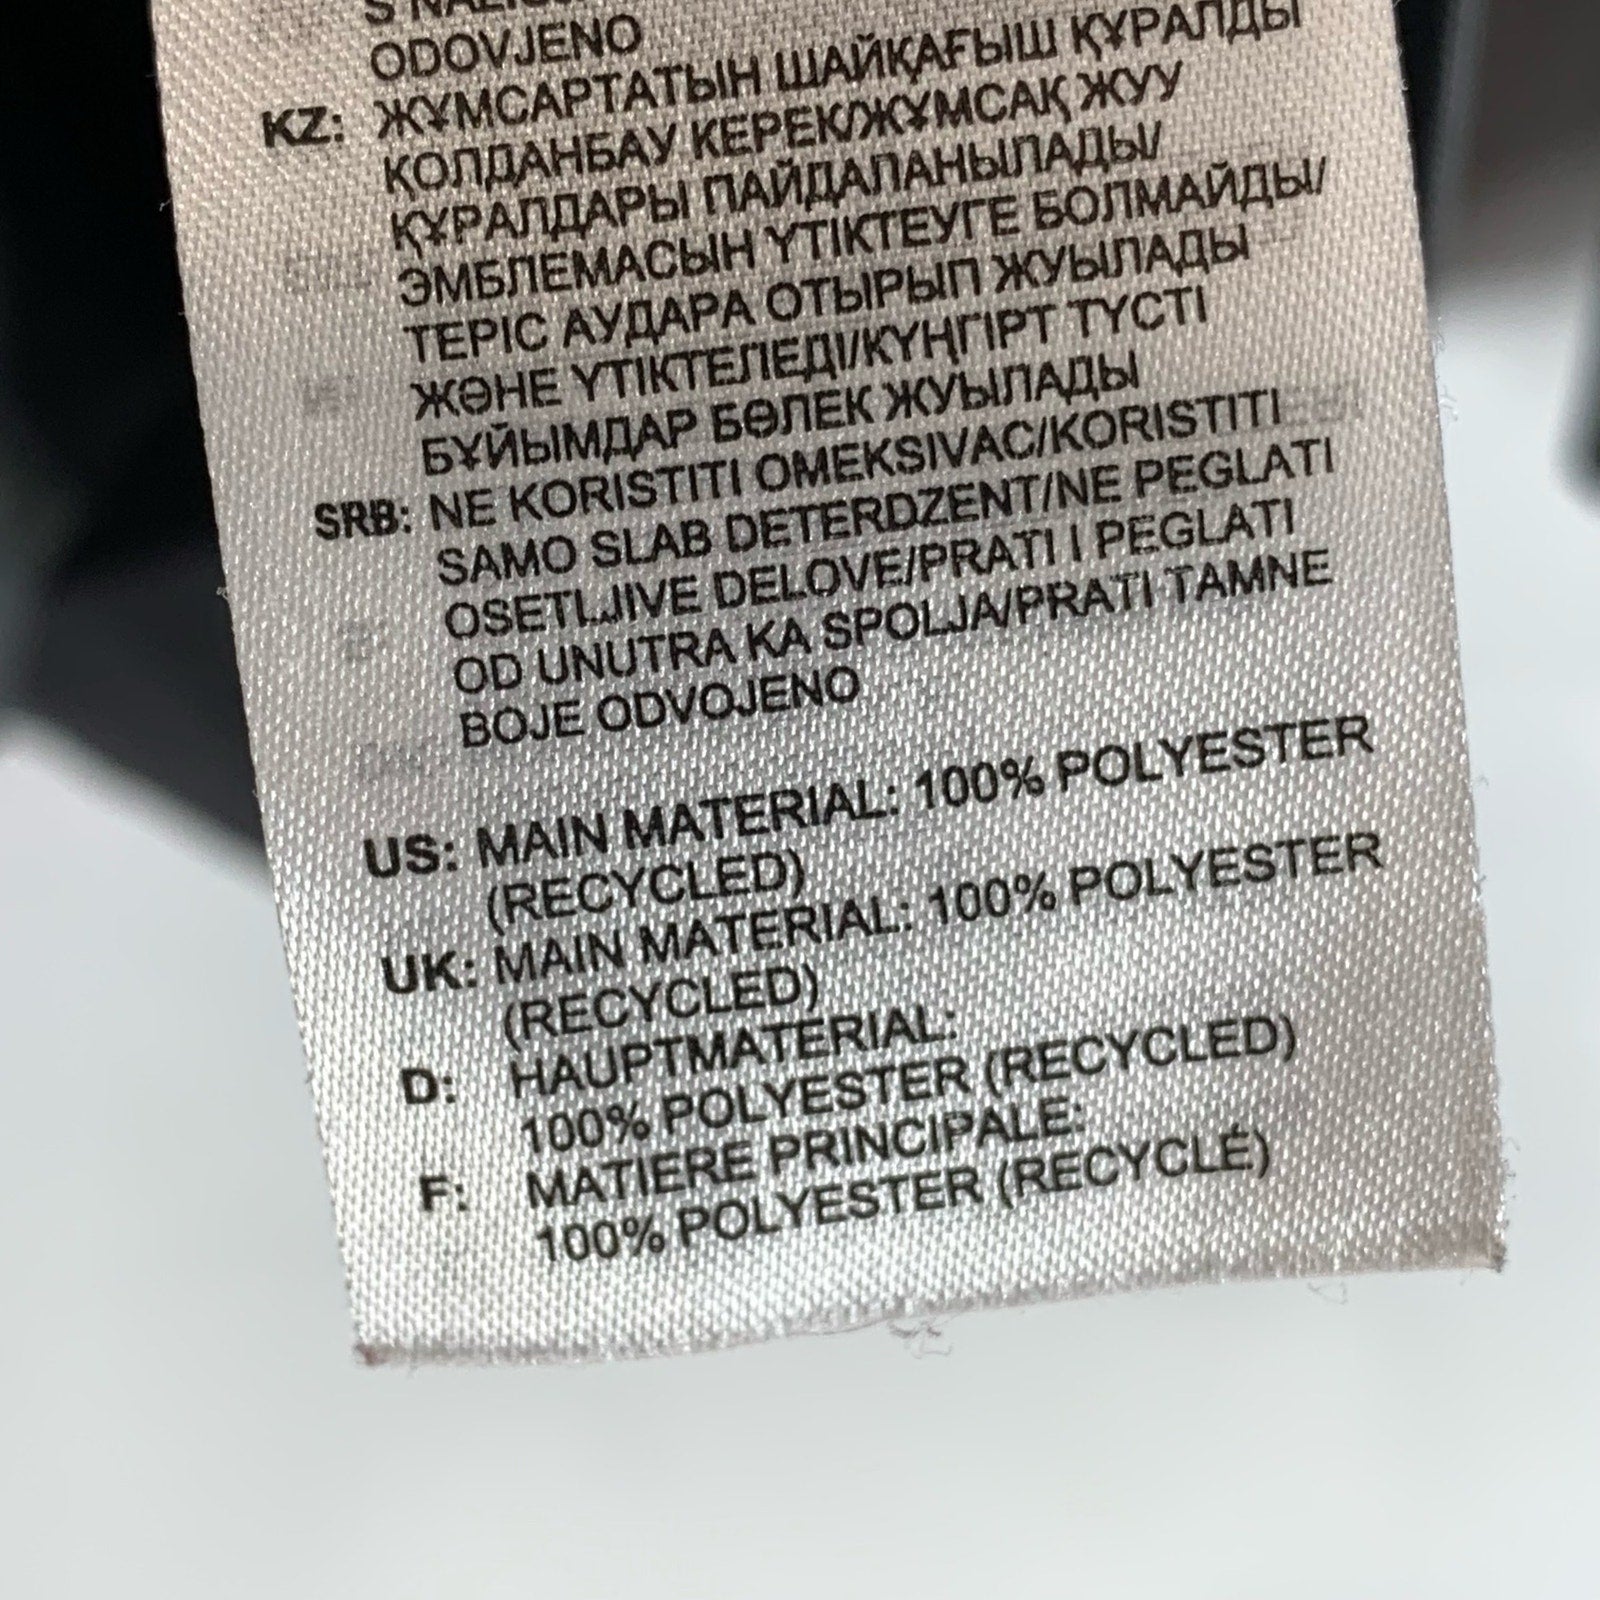 ODOVJENO
KZ: ЖҰМСАРТАТЫН ШАЙҚАҒЫШ ҚҰРАЛДЫ
ҚОЛДАНБАУ КЕРЕК/ЖҰМСАҚ ЖУУ
ҚҰРАЛДАРЫ ПАЙДАЛАНЫЛАДЫ/
ЭМБЛЕМАСЫН ҮТІКТЕУГЕ БОЛМАЙДЫ/
ТЕРІС АУДАРА ОТЫРЫП ЖУЫЛАДЫ
ЖӘНЕ ҮТІКТЕЛЕДІ/КҮҢГІРТ ТҮСТІ
БҰЙЫМДАР БӨЛЕК ЖУЫЛАДЫ
SRB: NE KORISTITI OMEKSIVAC/KORISTITI
SAMO SLAB DETERDZENT/NE PEGLATI
OSETLJIVE DELOVE/PRATI I PEGLATI
OD UNUTRA KA SPOLJA/PRATI TAMNE
BOJE ODVOJENO
US: MAIN MATERIAL: 100% POLYESTER
(RECYCLED)
UK: MAIN MATERIAL: 100% POLYESTER
(RECYCLED)
D: HAUPTMATERIAL:
100% POLYESTER (RECYCLED)
F: MATIERE PRINCIPALE:
100% POLYESTER (RECYCLÉ)